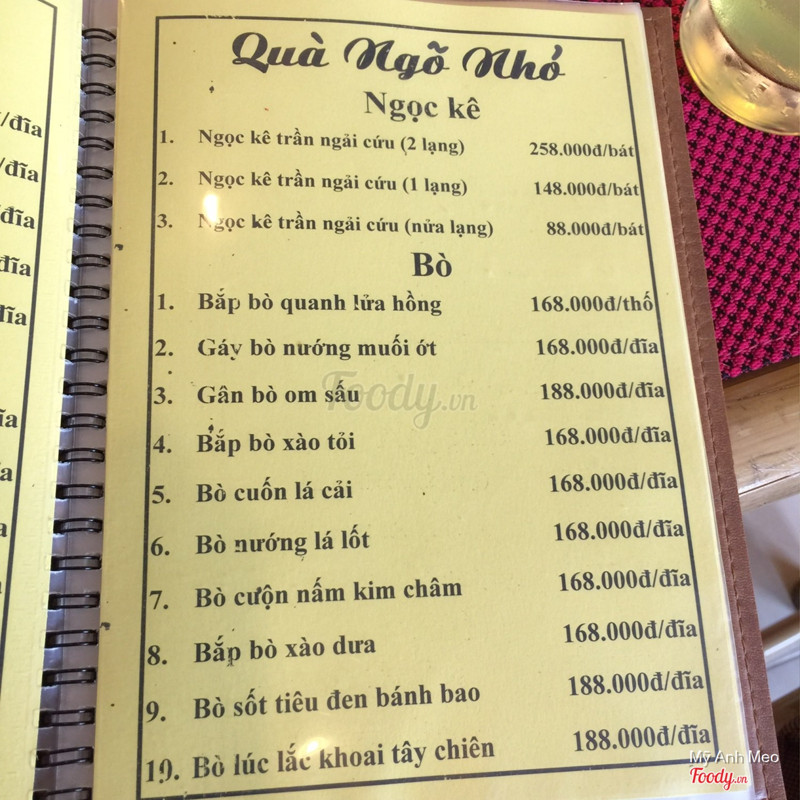 Quà Ngõ Nhỏ
Ngọc kê
1. Ngọc kê trần ngải cứu (2 lạng) 258.000đ/bát
2. Ngọc kê trần ngải cứu (1 lạng) 148.000đ/bát
3. Ngọc kê trần ngải cứu (nửa lạng) 88.000đ/bát
Bò
1. Bắp bò quanh lửa hồng 168.000đ/thố
2. Gáy bò nướng muối ớt 168.000đ/đĩa
3. Gân bò om sấu 188.000đ/đĩa
4. Bắp bò xào tỏi 168.000đ/đĩa
5. Bò cuốn lá cải 168.000đ/đĩa
6. Bò nướng lá lốt 168.000đ/đĩa
7. Bò cượn nấm kim châm 168.000đ/đĩa
8. Bắp bò xào dưa 168.000đ/đĩa
9. Bò sốt tiêu đen bánh bao 188.000đ/đĩa
10. Bò lúc lắc khoai tây chiên 188.000đ/đĩa
/đĩa
/đĩa
/đĩa
đĩa
ĩa
ĩa
ĩa
Foody.vn
Mỹ Anh Meo
Foody.vn